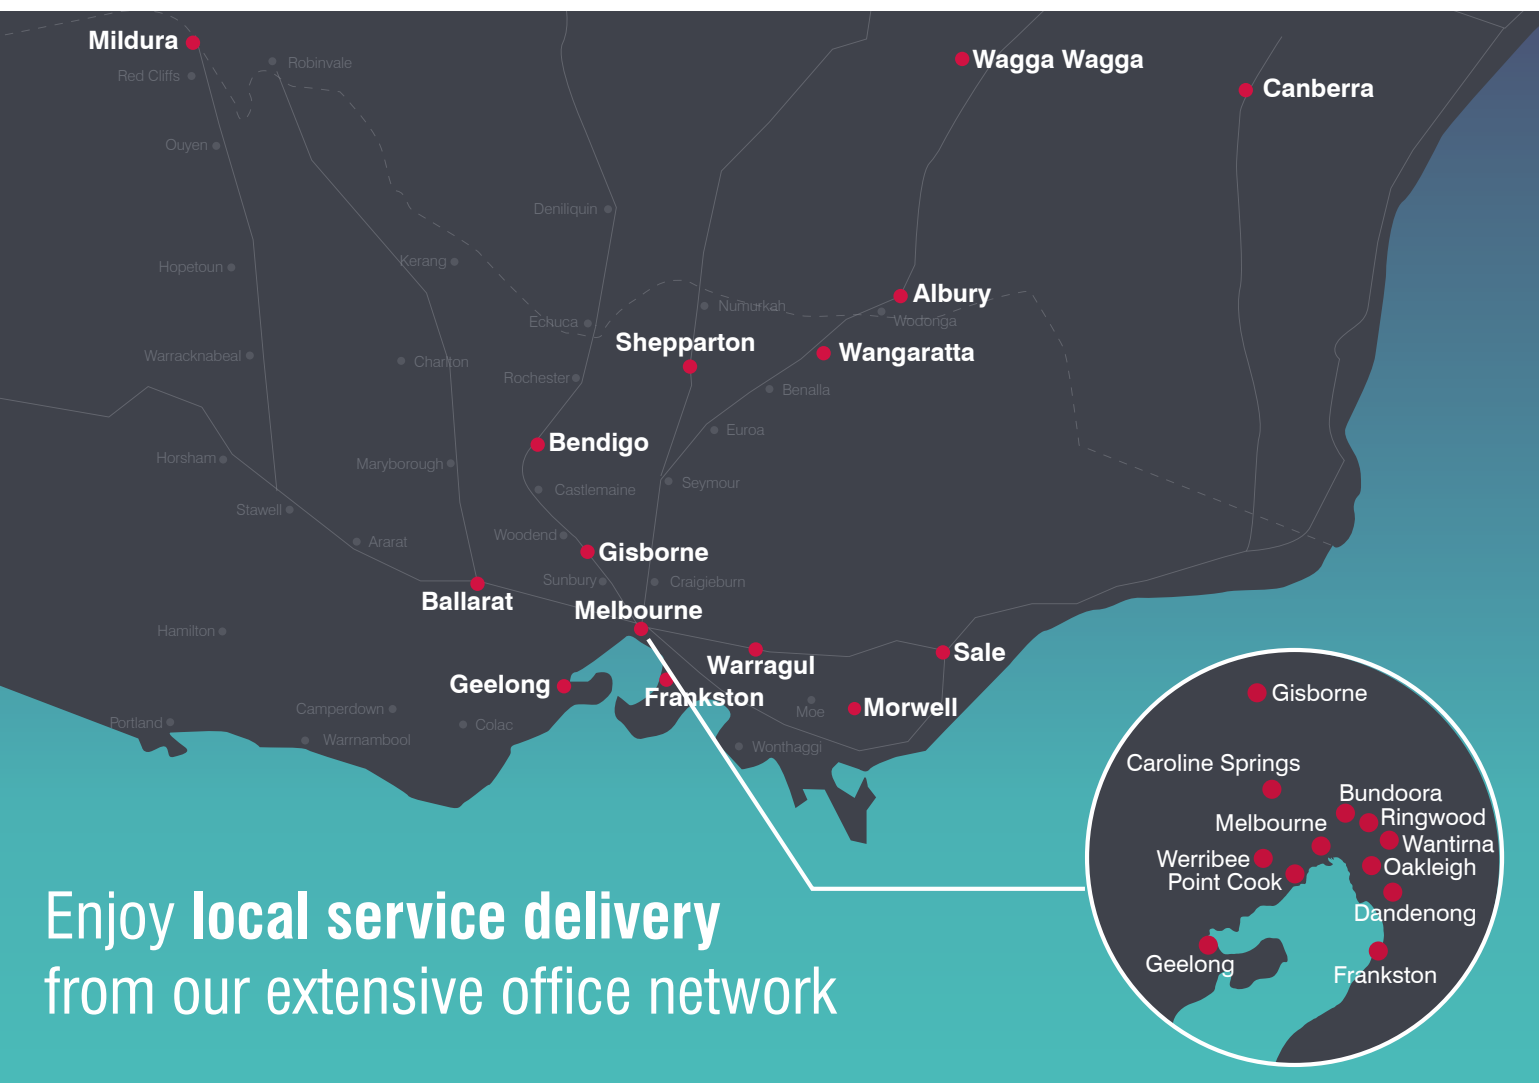 Mildura
Wagga Wagga
Robinvale
Red Cliffs
Canberra
Ouyen
Deniliquin
Kerang
Hopetoun
Albury
Numurkah
Wodonga
Echuca
Shepparton
Wangaratta
Warracknabeal
Charlton
Rochester
Benalla
Euroa
Bendigo
Horsham
Maryborough
Seymour
Castlemaine
Stawell
Woodend
Ararat
Gisborne
Sunbury
Craigieburn
Ballarat
Melbourne
Hamilton
Sale
Warragul
Geelong
Frankston
Morwell
Moe
Camperdown
Portland
Colac
Warrnambool
Wonthaggi
Gisborne
Caroline Springs
Bundoora
Ringwood
Melbourne
Wantirna
Werribee
Oakleigh
Point Cook
Dandenong
Geelong
Frankston
Enjoy local service delivery
from our extensive office network